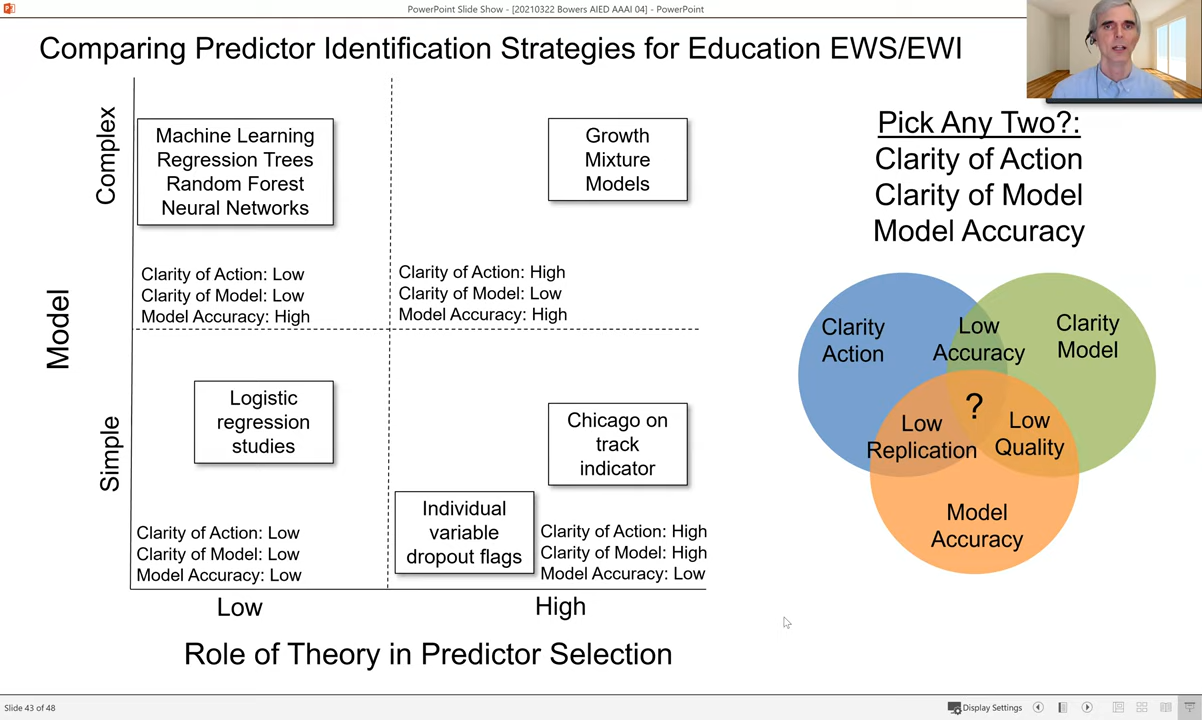 PowerPoint Slide Show - [20210322 Bowers AIED AAAI 04] - PowerPoint
Comparing Predictor Identification Strategies for Education EWS/EWI
Model
Complex
Simple
Machine Learning
Regression Trees
Random Forest
Neural Networks
Clarity of Action: Low
Clarity of Model: Low
Model Accuracy: High
Growth
Mixture
Models
Clarity of Action: High
Clarity of Model: Low
Model Accuracy: High
Logistic
regression
studies
Clarity of Action: Low
Clarity of Model: Low
Model Accuracy: Low
Chicago on
track
indicator
Individual
variable
dropout flags
Clarity of Action: High
Clarity of Model: High
Model Accuracy: Low
Low
High
Role of Theory in Predictor Selection
Pick Any Two?:
Clarity of Action
Clarity of Model
Model Accuracy
Clarity
Action
Low
Accuracy
Clarity
Model
?
Low
Replication
Low
Quality
Model
Accuracy
Slide 43 of 48
Display Settings